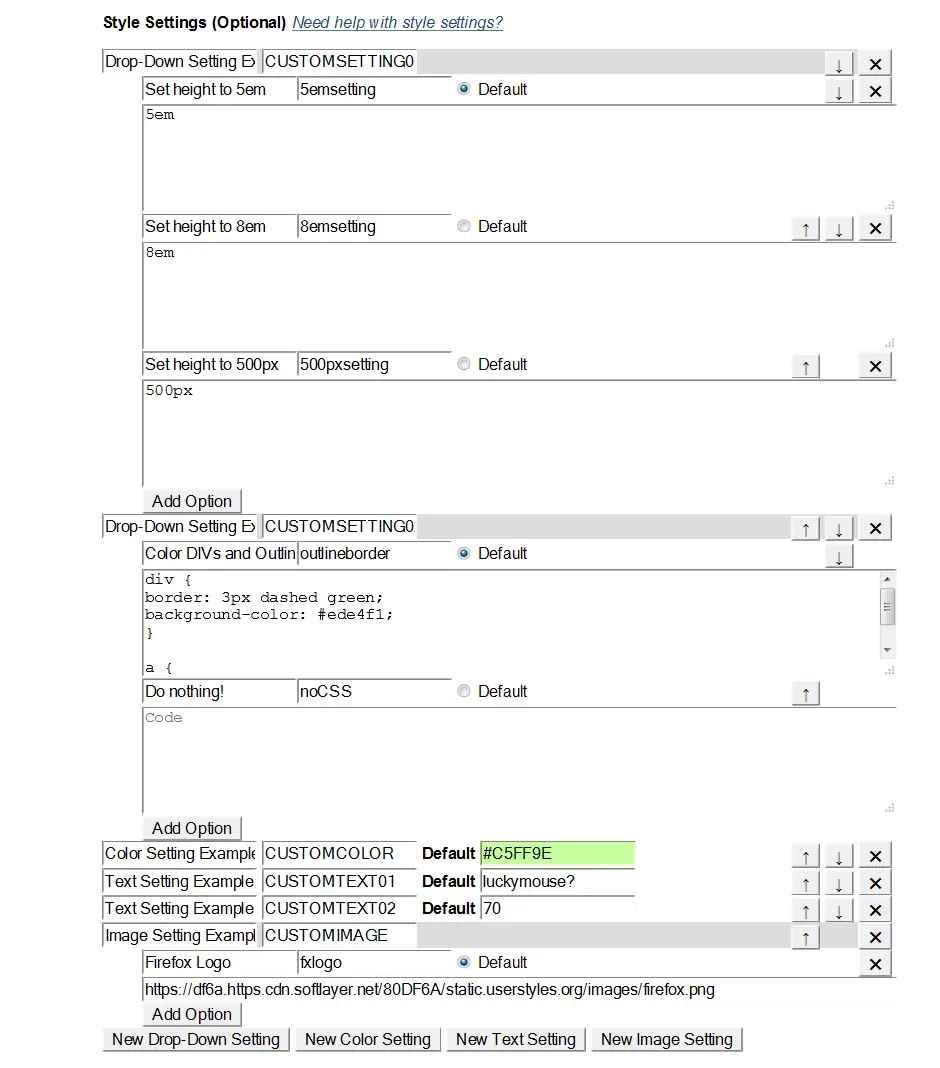 Style Settings (Optional) Need help with style settings?
Drop-Down Setting Ex CUSTOMSETTING0 ↓ ✕
Set height to 5em 5emsetting Default ↓ ✕
5em
Set height to 8em 8emsetting Default ↑ ↓ ✕
8em
Set height to 500px 500pxsetting Default ↑ ✕
500px
Add Option
Drop-Down Setting Ex CUSTOMSETTING0 ↑ ↓ ✕
Color DIVs and Outlin outlineborder Default ↓
div {
border: 3px dashed green;
background-color: #ede4f1;
}
a {
Do nothing! noCSS Default ↑
Code
Add Option
Color Setting Example CUSTOMCOLOR Default #C5FF9E ↑ ↓ ✕
Text Setting Example CUSTOMTEXT01 Default luckymouse? ↑ ↓ ✕
Text Setting Example CUSTOMTEXT02 Default 70 ↑ ↓ ✕
Image Setting Exampl CUSTOMIMAGE ↑ ✕
Firefox Logo fxlogo Default ✕
https://df6a.https.cdn.softlayer.net/80DF6A/static.userstyles.org/images/firefox.png
Add Option
New Drop-Down Setting New Color Setting New Text Setting New Image Setting